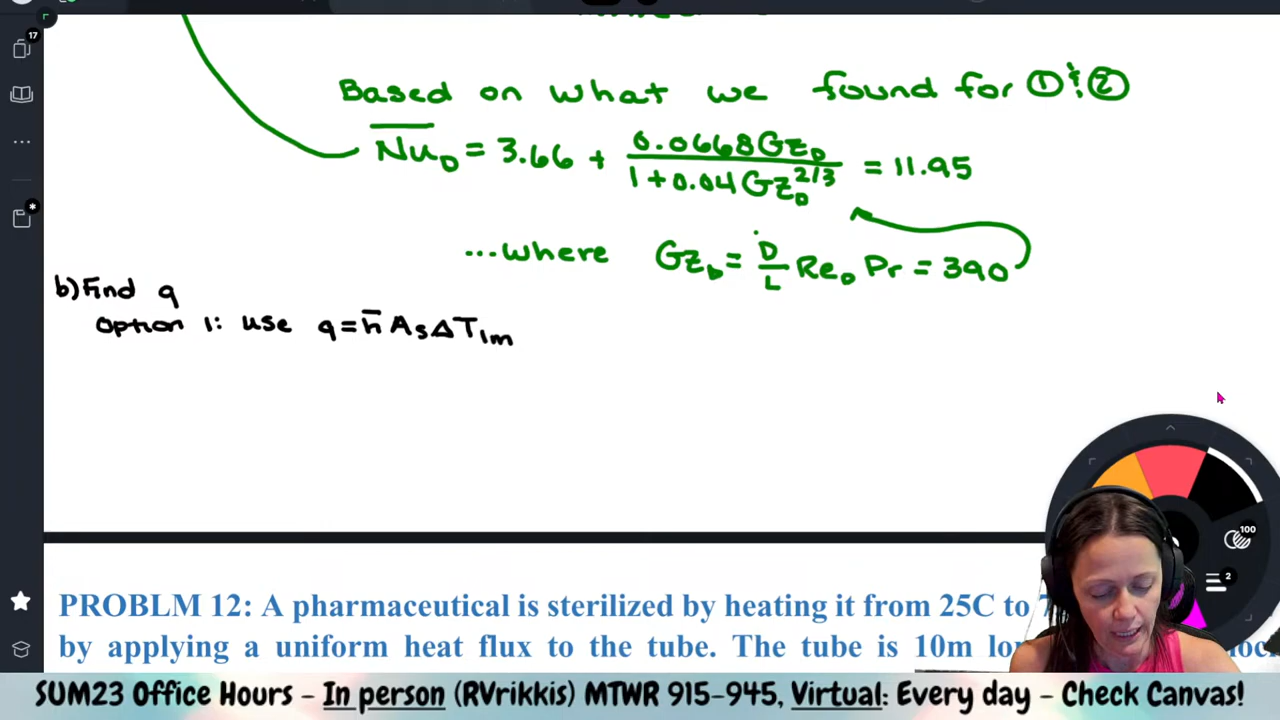 17
Based on what we found for ① & ②
Nu_D = 3.66 + 0.0668Gz_D / 1+0.04Gz_D^2/3 = 11.95
...where Gz_D = D/L Re_D Pr = 390
b) Find q
Option 1: use q = h̄ A_s ΔT_lm
100
2
PROBLM 12: A pharmaceutical is sterilized by heating it from 25C to
by applying a uniform heat flux to the tube. The tube is 10m
SUM23 Office Hours - In person (RVrikkis) MTWR 915-945, Virtual: Every day - Check Canvas!